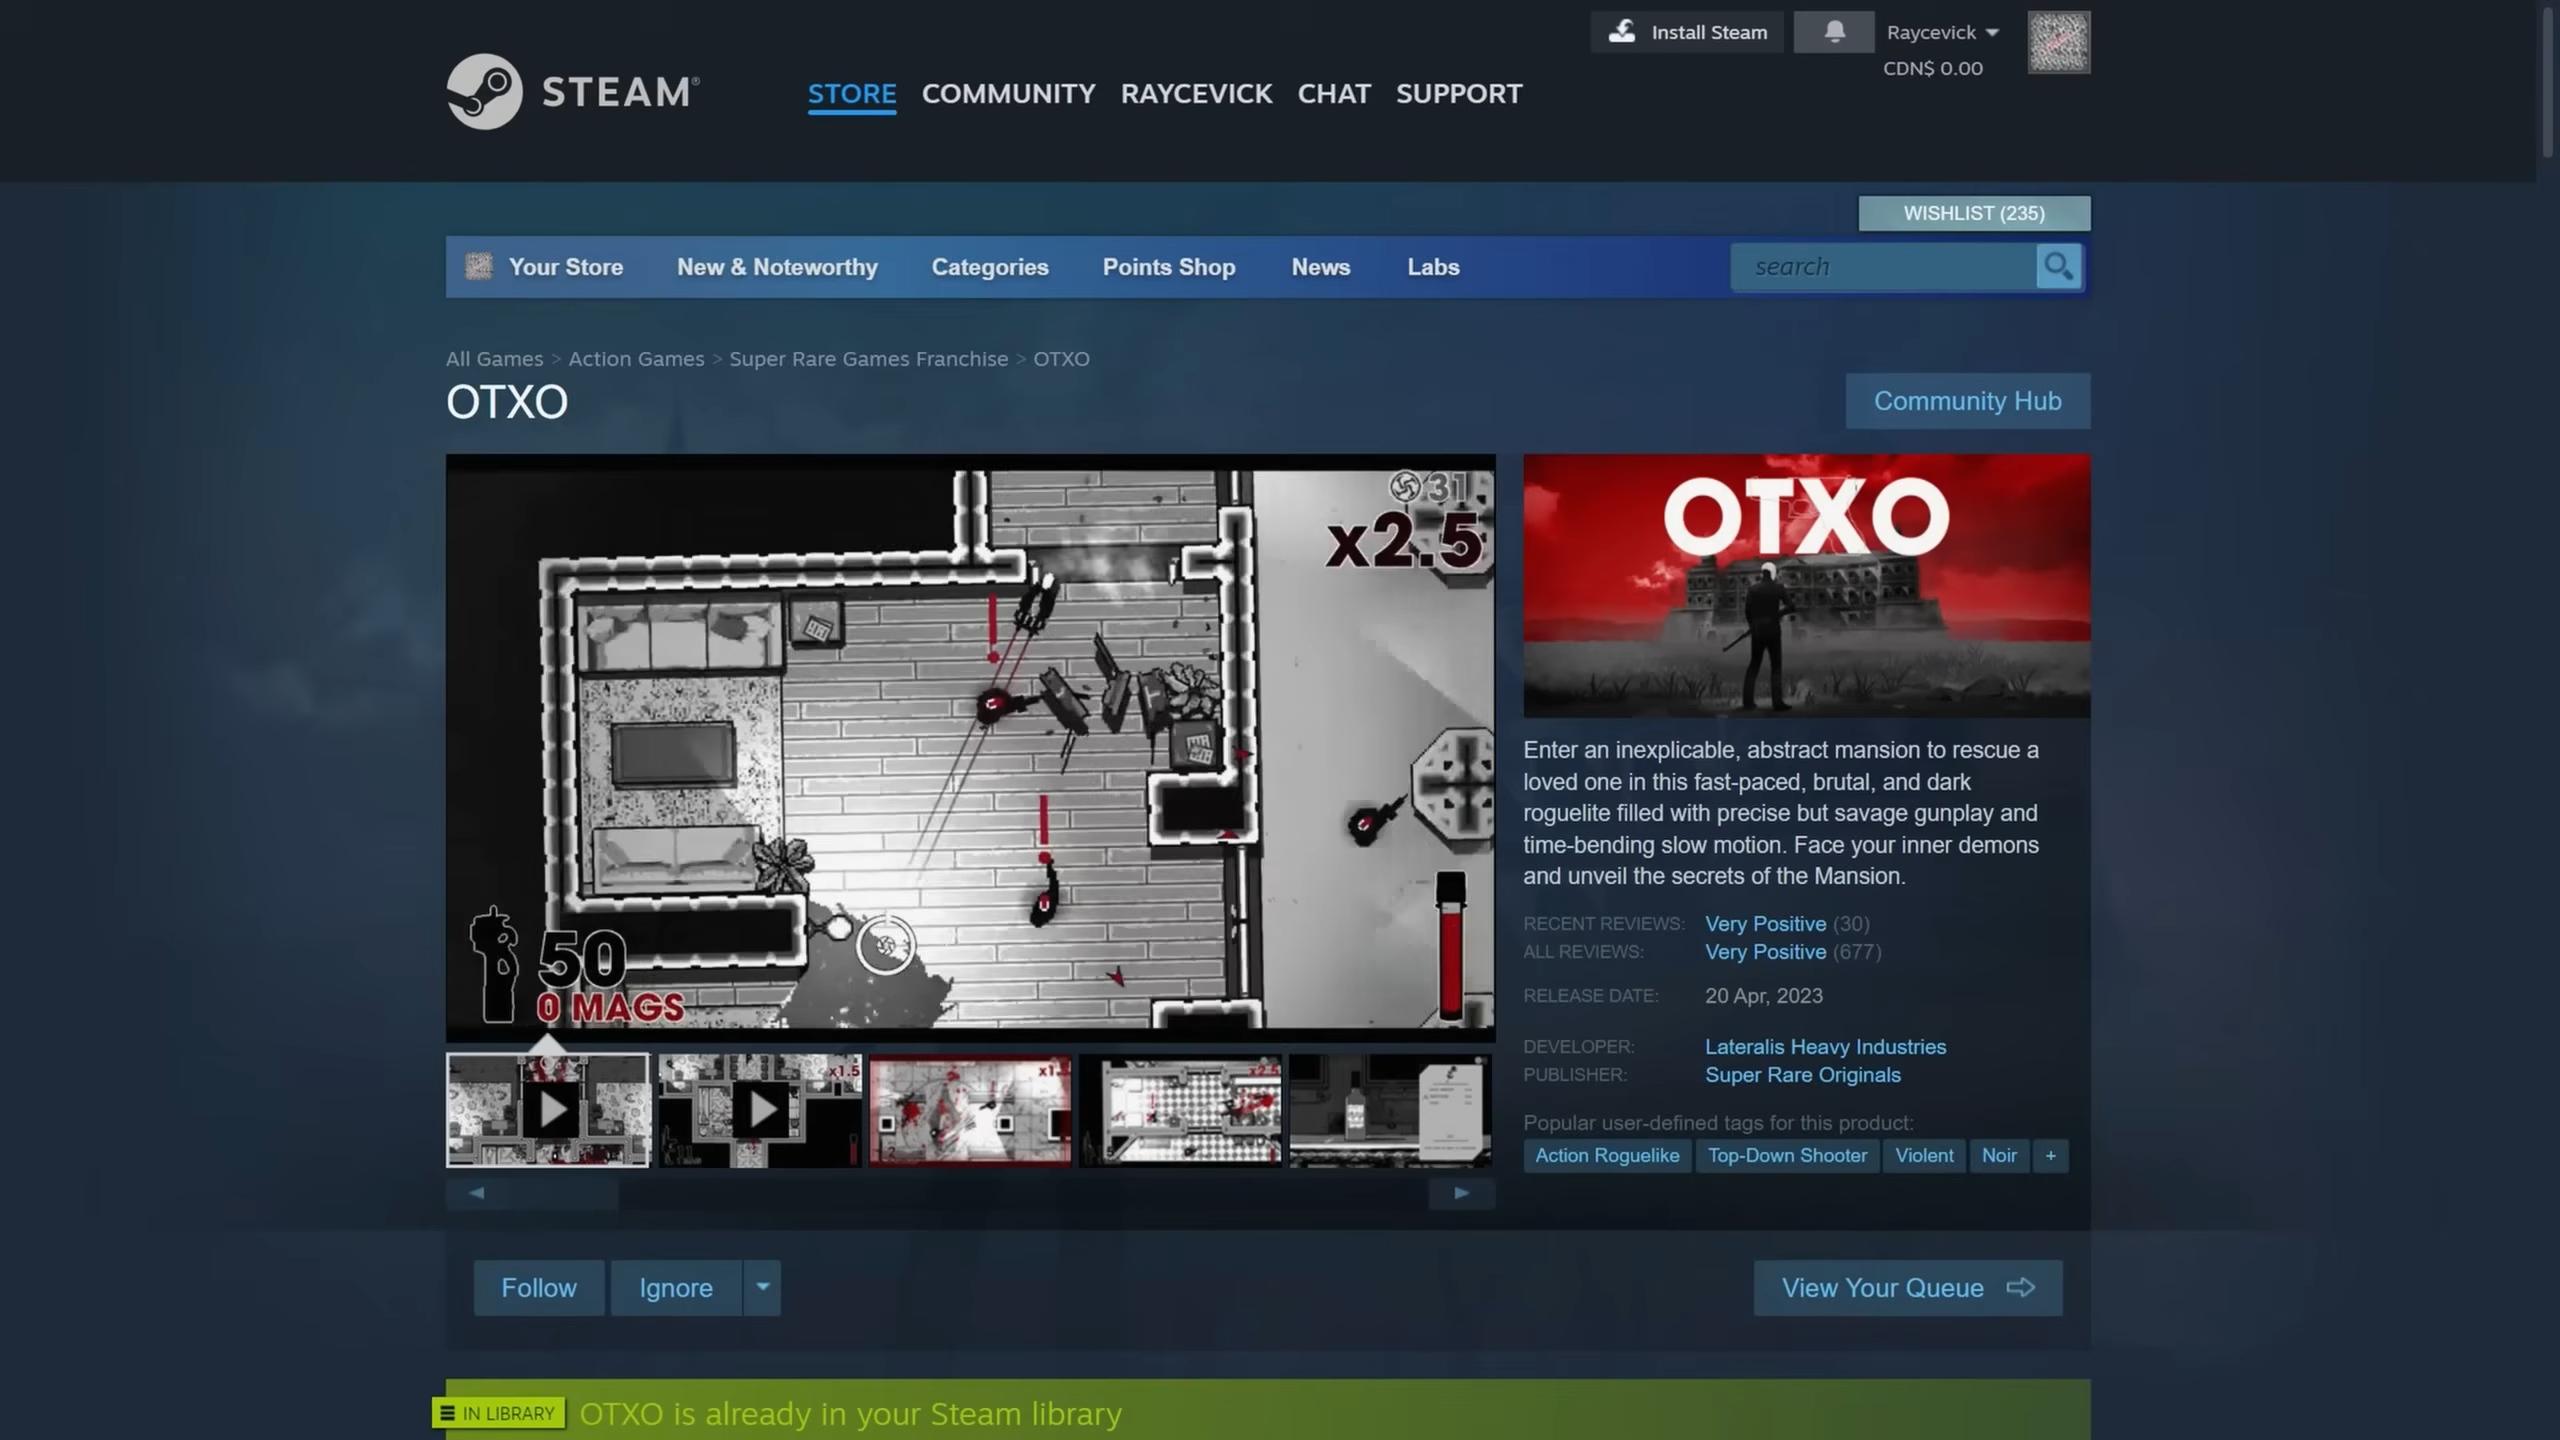 Install Steam
Raycevick
CDN$ 0.00
STEAM®
STORE
COMMUNITY
RAYCEVICK
CHAT
SUPPORT
WISHLIST (235)
Your Store
New & Noteworthy
Categories
Points Shop
News
Labs
search
All Games > Action Games > Super Rare Games Franchise > OTXO
OTXO
Community Hub
31
x2.5
50
0 MAGS
OTXO
Enter an inexplicable, abstract mansion to rescue a
loved one in this fast-paced, brutal, and dark
roguelite filled with precise but savage gunplay and
time-bending slow motion. Face your inner demons
and unveil the secrets of the Mansion.
RECENT REVIEWS: Very Positive (30)
ALL REVIEWS: Very Positive (677)
RELEASE DATE: 20 Apr, 2023
DEVELOPER: Lateralis Heavy Industries
PUBLISHER: Super Rare Originals
Popular user-defined tags for this product:
Action Roguelike
Top-Down Shooter
Violent
Noir
+
x1.5
x2.5
Follow
Ignore
View Your Queue
IN LIBRARY
OTXO is already in your Steam library